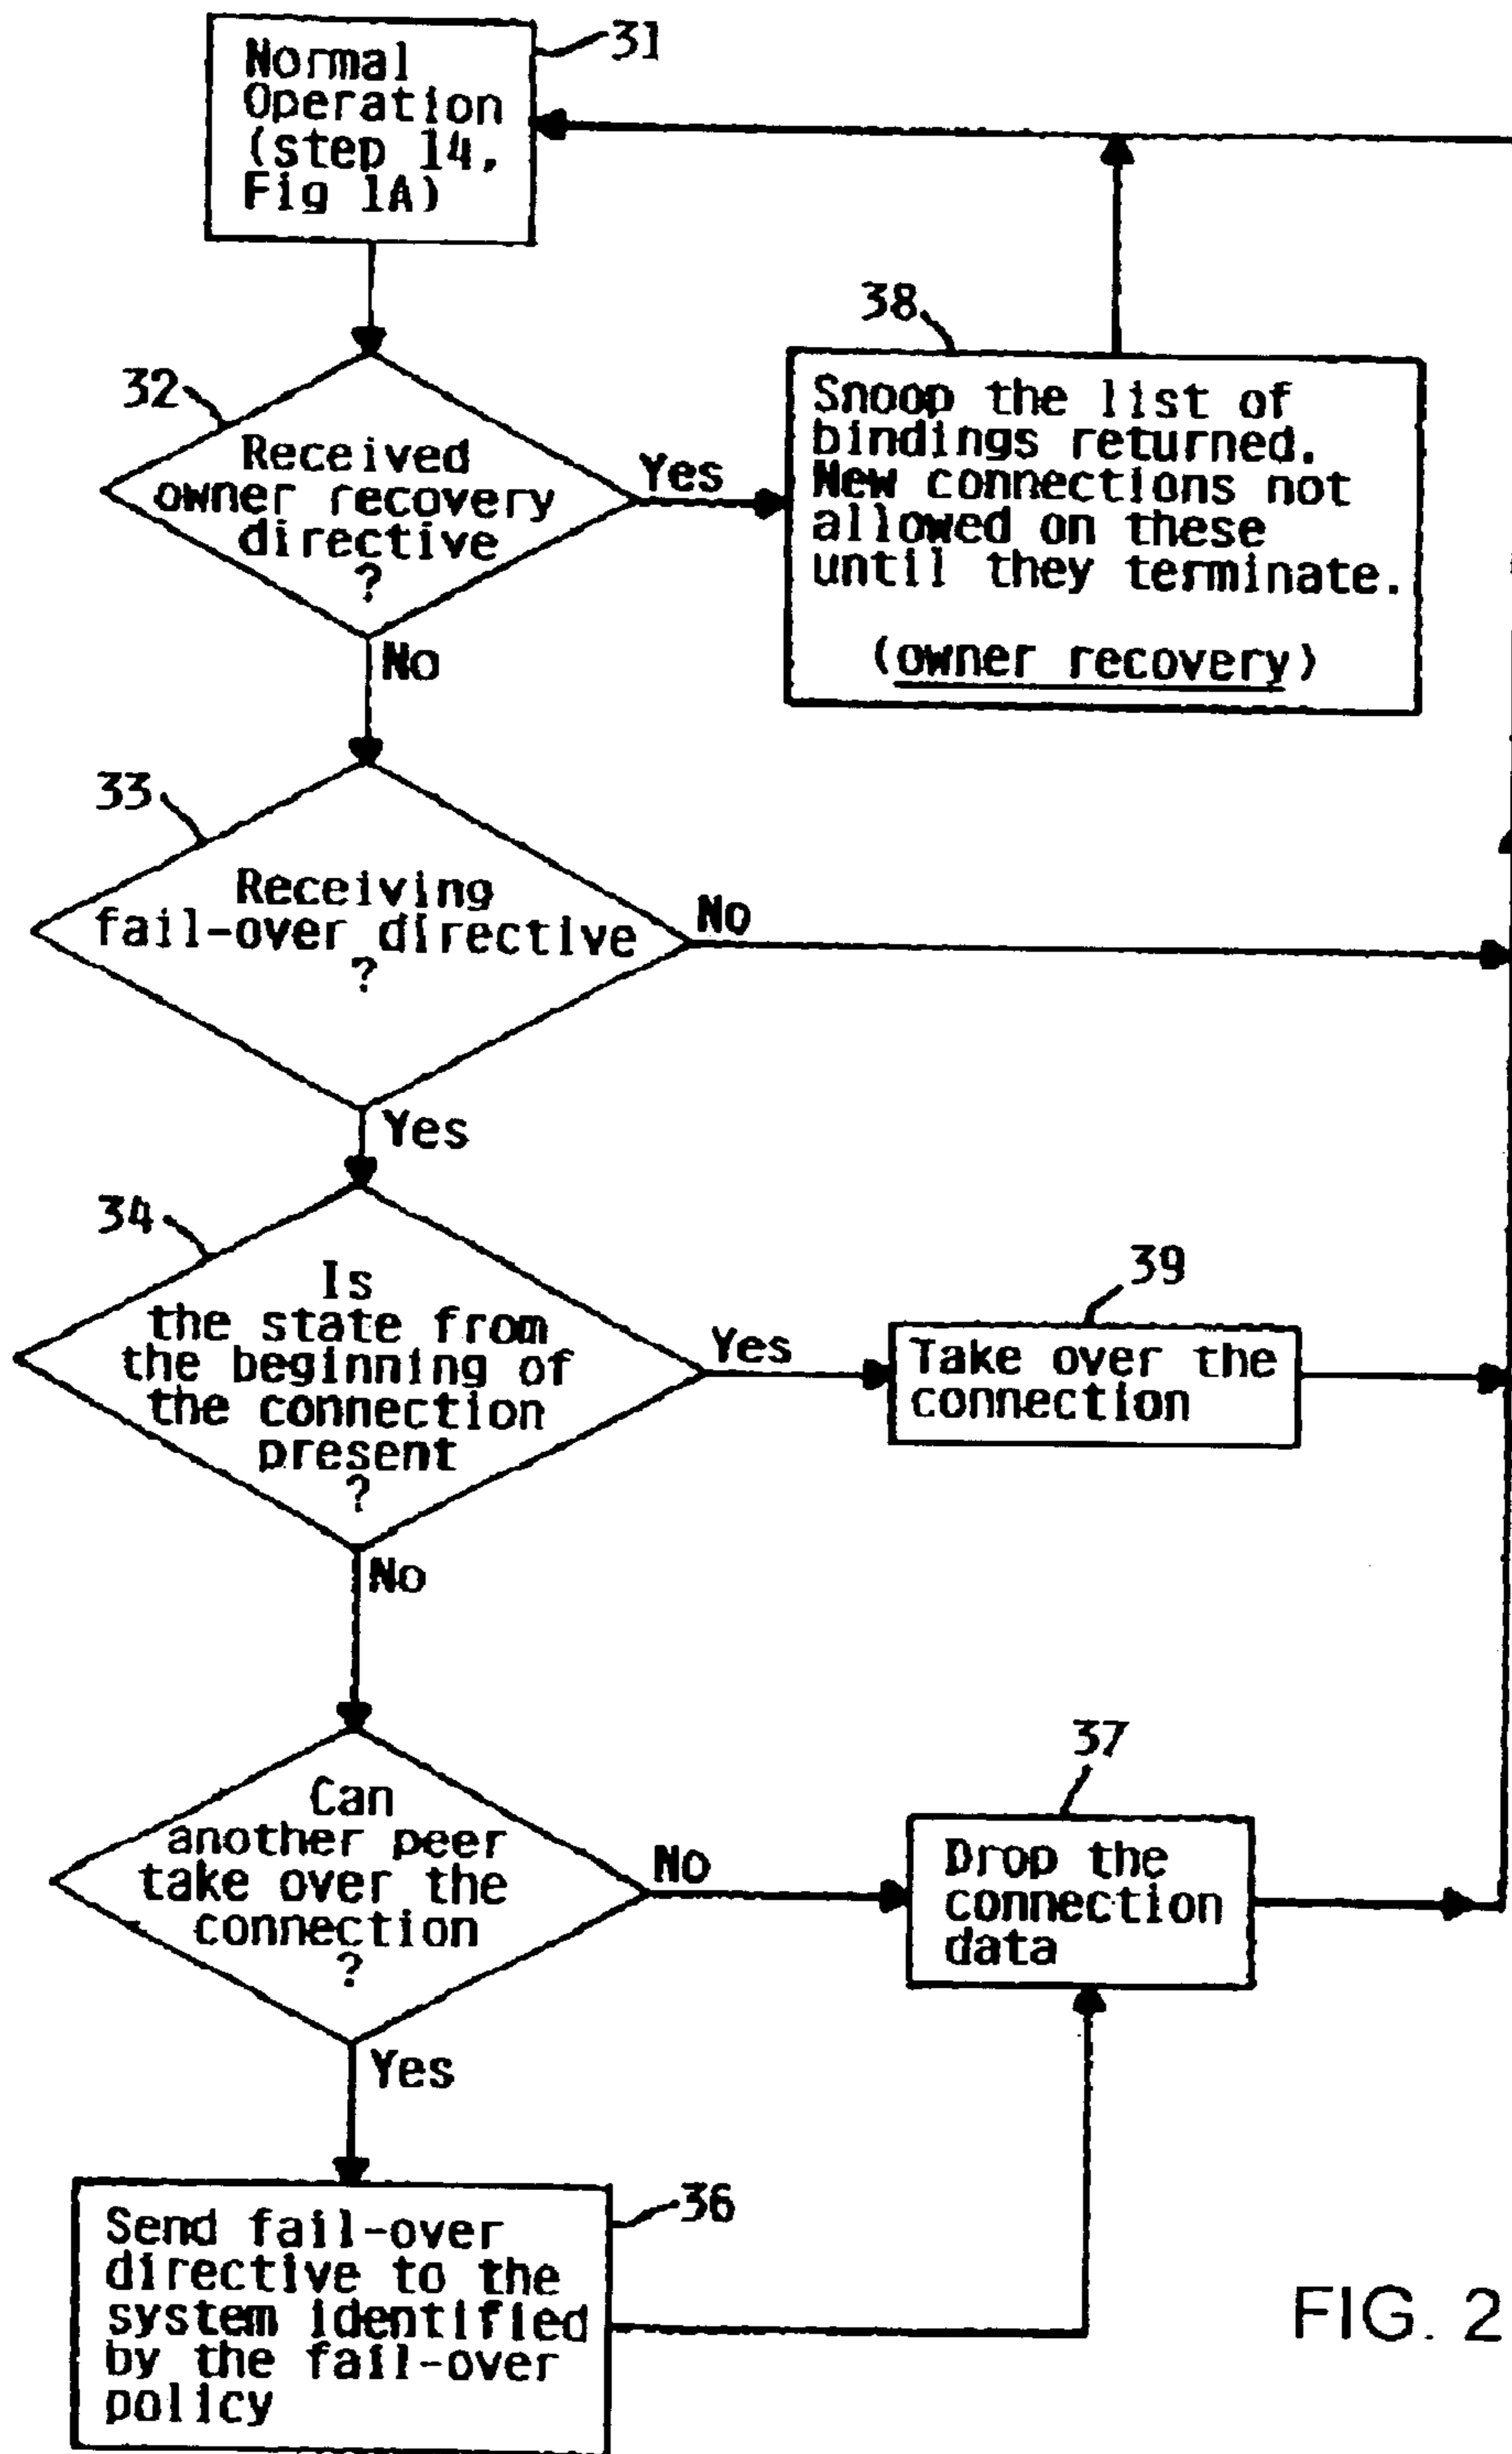 31
Normal
Operation
(step 14,
Fig 1A)
38
32
Received
owner recovery
directive
?
Yes
Snoop the list of
bindings returned.
New connections not
allowed on these
until they terminate.
(owner recovery)
No
33
Receiving
fail-over directive
?
No
Yes
34
Is
the state from
the beginning of
the connection
present
?
Yes
39
Take over the
connection
No
Can
another peer
take over the
connection
?
No
37
Drop the
connection
data
Yes
36
Send fail-over
directive to the
system identified
by the fail-over
policy
FIG. 2